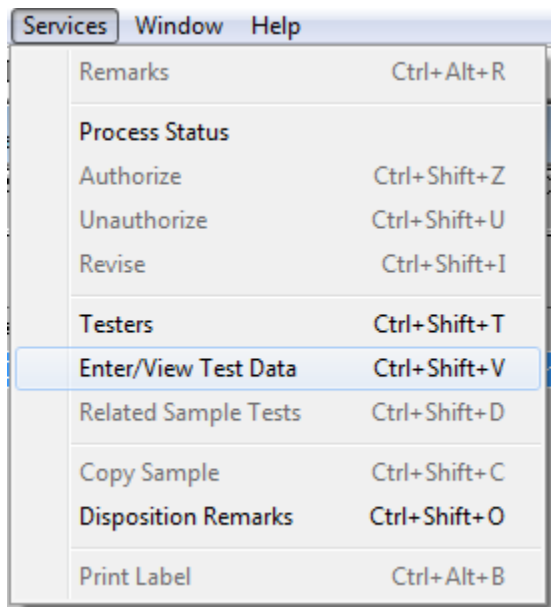 Services Window Help
Remarks Ctrl+Alt+R
Process Status
Authorize Ctrl+Shift+Z
Unauthorize Ctrl+Shift+U
Revise Ctrl+Shift+I
Testers Ctrl+Shift+T
Enter/View Test Data Ctrl+Shift+V
Related Sample Tests Ctrl+Shift+D
Copy Sample Ctrl+Shift+C
Disposition Remarks Ctrl+Shift+O
Print Label Ctrl+Alt+B